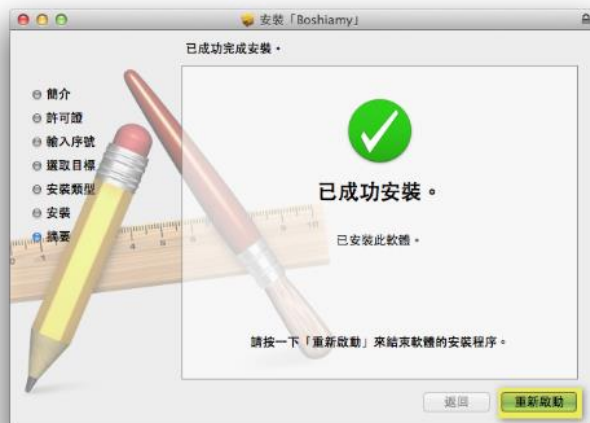 安裝「Boshiamy」
已成功完成安裝。
簡介
許可證
輸入序號
選取目標
安裝類型
安裝
摘要
已成功安裝。
已安裝此軟體。
請按一下「重新啟動」來結束軟體的安裝程序。
返回
重新啟動